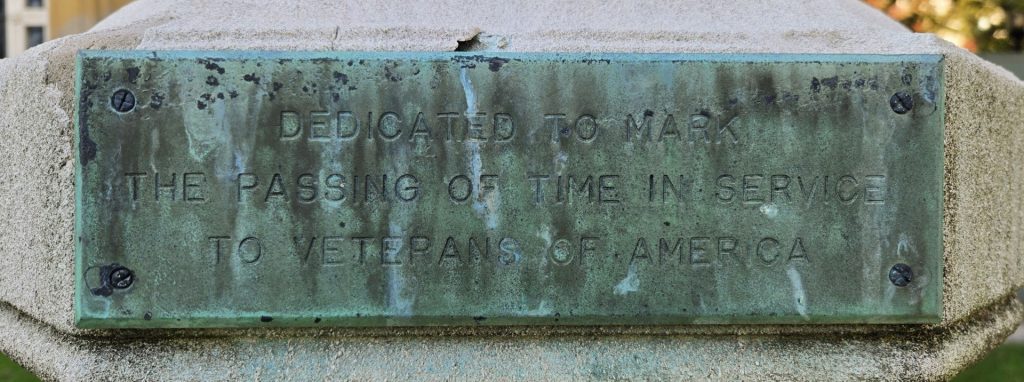 DEDICATED TO MARK
THE PASSING OF TIME IN SERVICE
TO VETERANS OF AMERICA